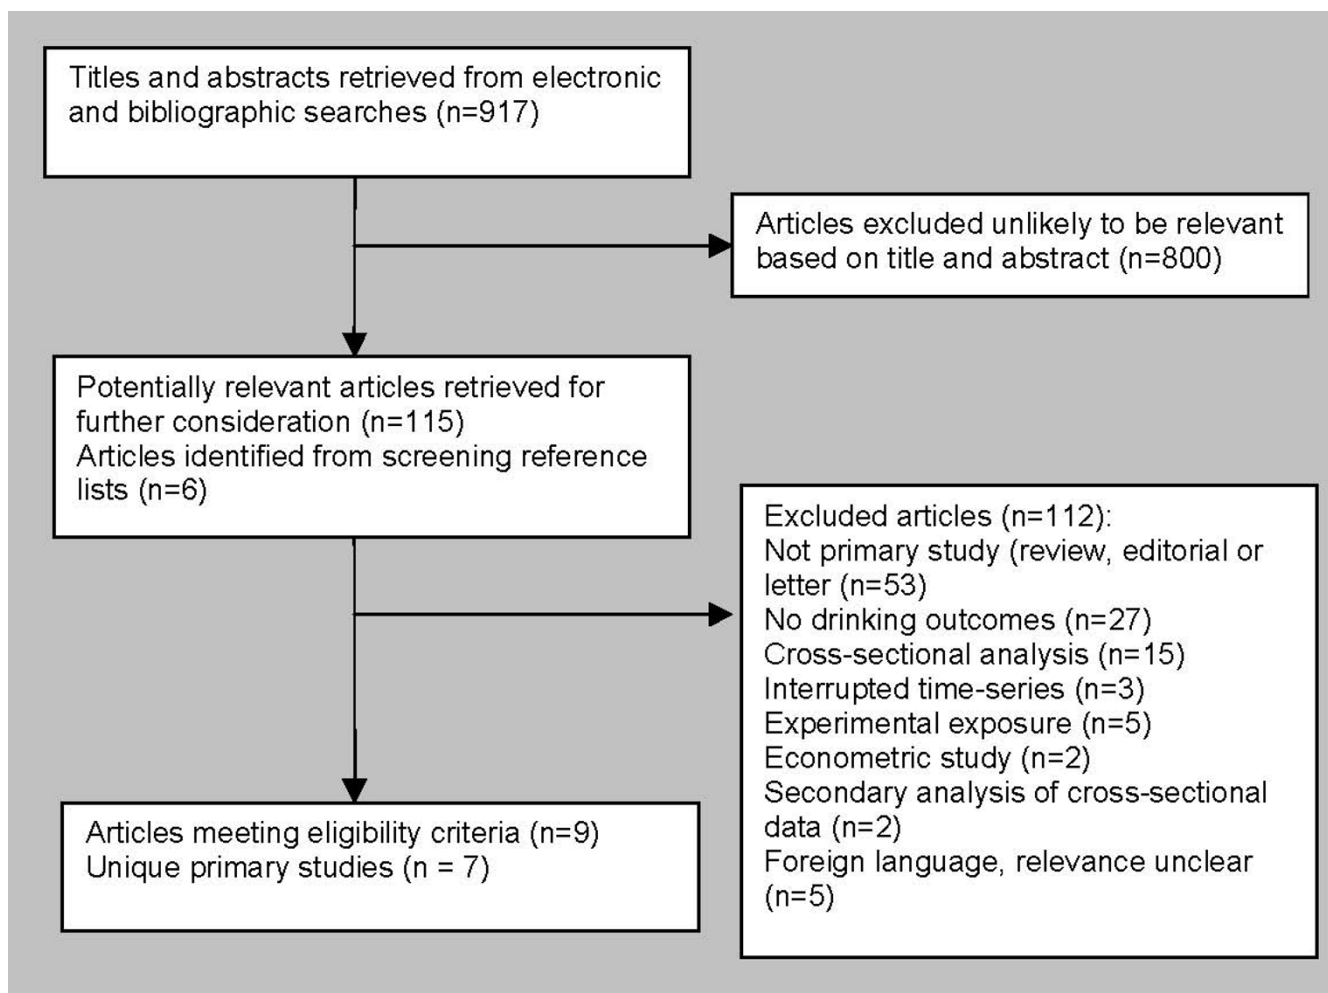 Titles and abstracts retrieved from electronic
and bibliographic searches (n=917)
Articles excluded unlikely to be relevant
based on title and abstract (n=800)
Potentially relevant articles retrieved for
further consideration (n=115)
Articles identified from screening reference
lists (n=6)
Excluded articles (n=112):
Not primary study (review, editorial or
letter (n=53)
No drinking outcomes (n=27)
Cross-sectional analysis (n=15)
Interrupted time-series (n=3)
Experimental exposure (n=5)
Econometric study (n=2)
Secondary analysis of cross-sectional
data (n=2)
Foreign language, relevance unclear
(n=5)
Articles meeting eligibility criteria (n=9)
Unique primary studies (n = 7)